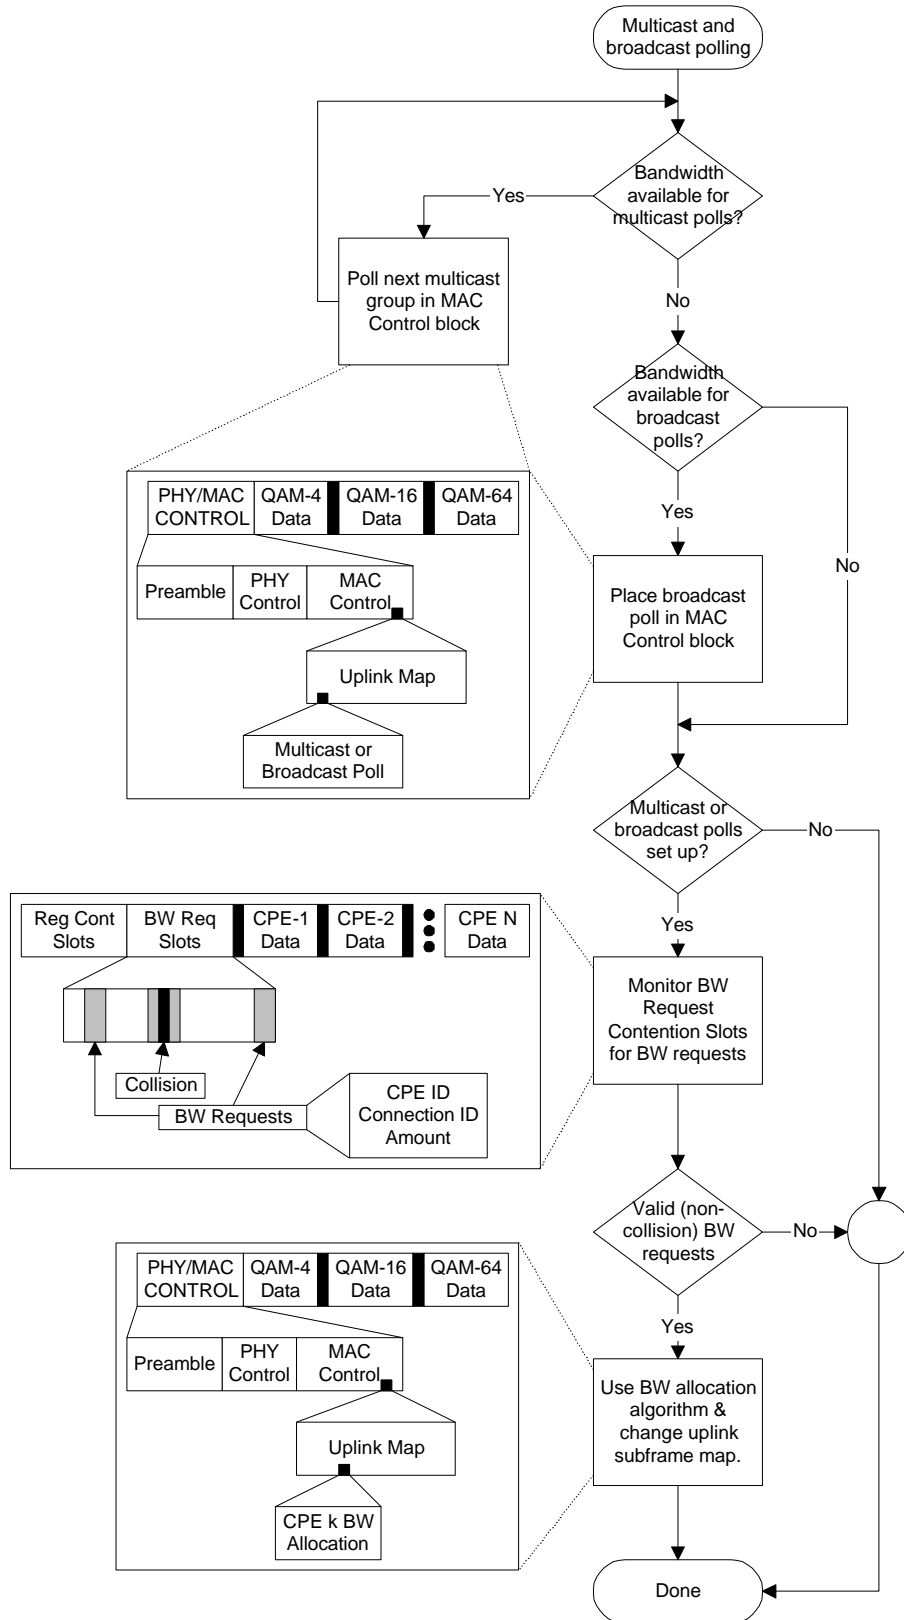 Multicast and
broadcast polling
Bandwidth
available for
multicast polls?
Yes
Poll next multicast
group in MAC
Control block
No
Bandwidth
available for
broadcast
polls?
No
Yes
PHY/MAC
CONTROL
QAM-4
Data
QAM-16
Data
QAM-64
Data
Preamble
PHY
Control
MAC
Control
Uplink Map
Multicast or
Broadcast Poll
Place broadcast
poll in MAC
Control block
Multicast or
broadcast polls
set up?
No
Yes
Reg Cont
Slots
BW Req
Slots
CPE-1
Data
CPE-2
Data
CPE N
Data
Collision
BW Requests
CPE ID
Connection ID
Amount
Monitor BW
Request
Contention Slots
for BW requests
Valid (non-
collision) BW
requests
No
Yes
PHY/MAC
CONTROL
QAM-4
Data
QAM-16
Data
QAM-64
Data
Preamble
PHY
Control
MAC
Control
Uplink Map
CPE k BW
Allocation
Use BW allocation
algorithm &
change uplink
subframe map.
Done